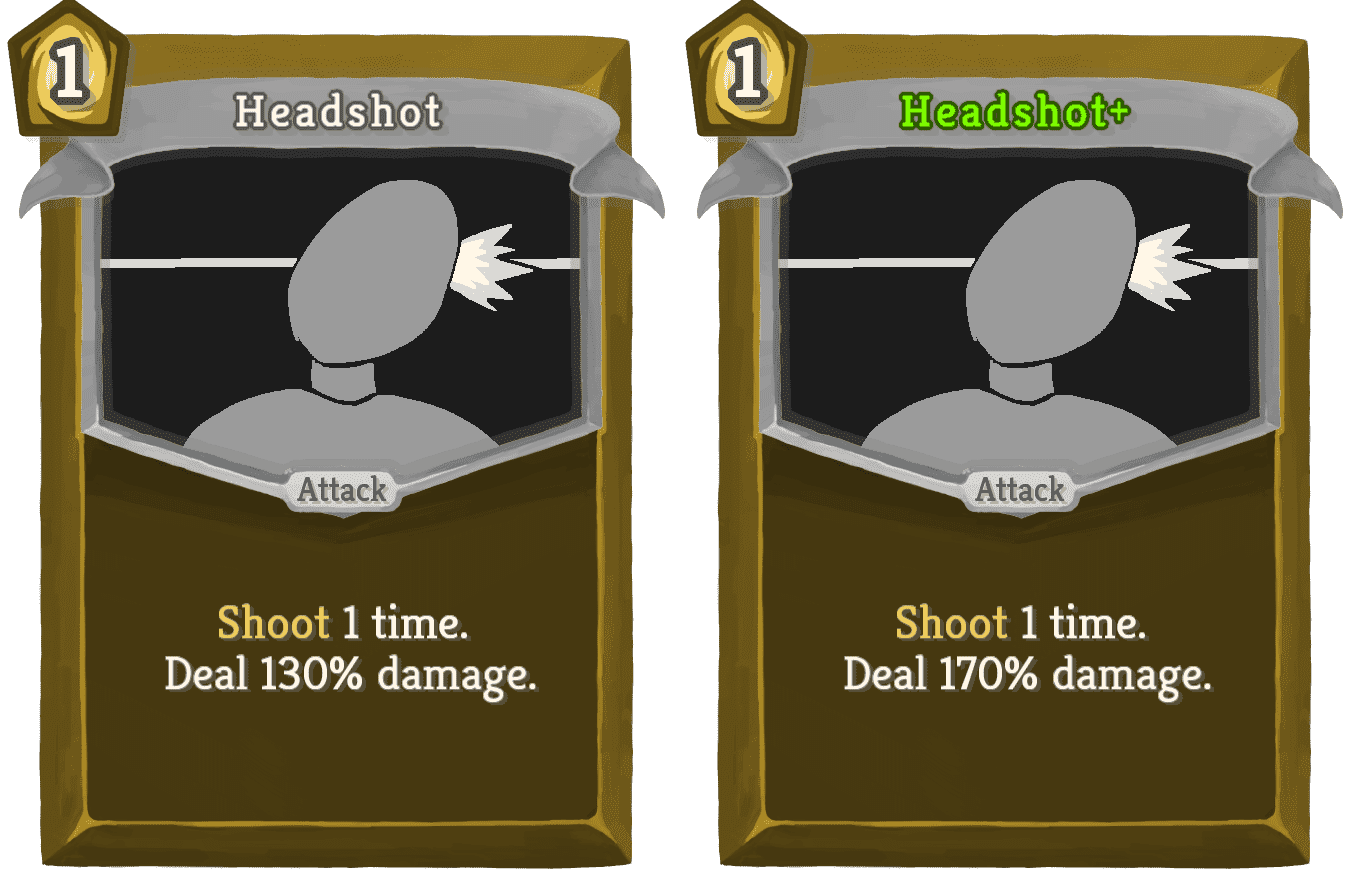 1
Headshot
Attack
Shoot 1 time.
Deal 130% damage.
1
Headshot+
Attack
Shoot 1 time.
Deal 170% damage.